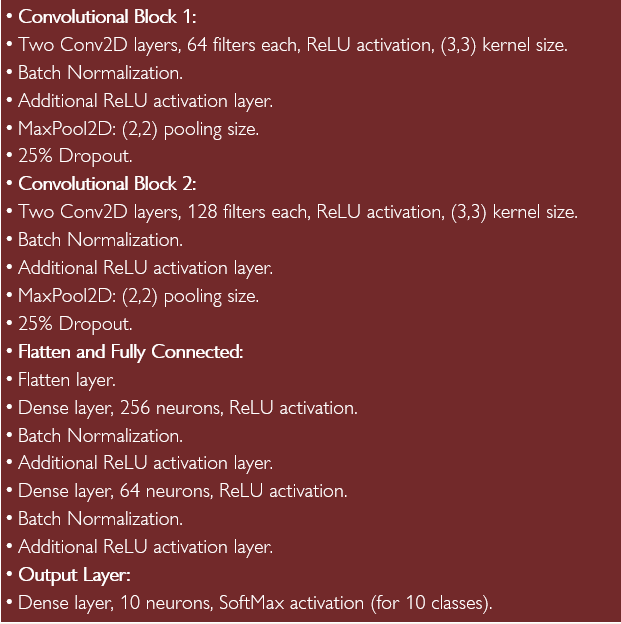 • Convolutional Block 1:
• Two Conv2D layers, 64 filters each, ReLU activation, (3,3) kernel size.
• Batch Normalization.
• Additional ReLU activation layer.
• MaxPool2D: (2,2) pooling size.
• 25% Dropout.
• Convolutional Block 2:
• Two Conv2D layers, 128 filters each, ReLU activation, (3,3) kernel size.
• Batch Normalization.
• Additional ReLU activation layer.
• MaxPool2D: (2,2) pooling size.
• 25% Dropout.
• Flatten and Fully Connected:
• Flatten layer.
• Dense layer, 256 neurons, ReLU activation.
• Batch Normalization.
• Additional ReLU activation layer.
• Dense layer, 64 neurons, ReLU activation.
• Batch Normalization.
• Additional ReLU activation layer.
• Output Layer:
• Dense layer, 10 neurons, SoftMax activation (for 10 classes).